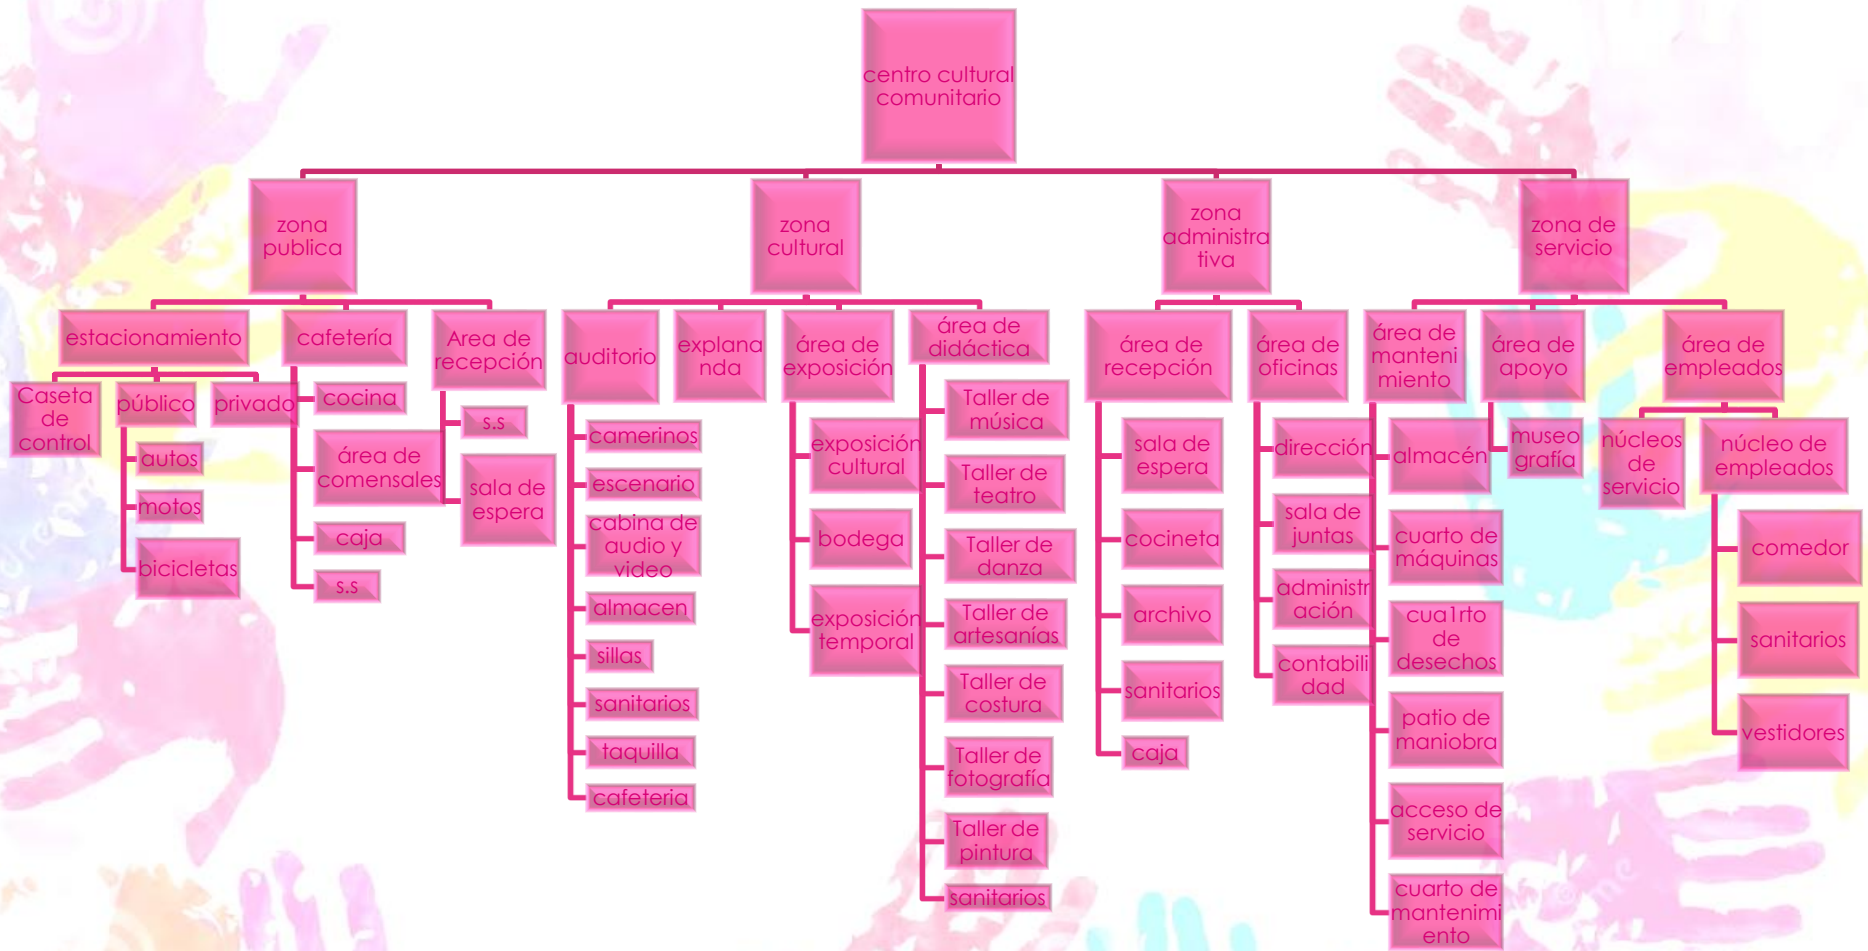 centro cultural
comunitario
zona
publica
zona
cultural
zona
administra
tiva
zona de
servicio
estacionamiento
cafetería
Area de
recepción
auditorio
explana
nda
área de
exposición
área de
didáctica
área de
recepción
área de
oficinas
área de
manteni
miento
área de
apoyo
área de
empleados
Caseta
de
control
público
privado
autos
motos
bicicletas
cocina
área de
comensales
caja
s.s
s.s
sala de
espera
camerinos
escenario
cabina de
audio y
video
almacen
sillas
sanitarios
taquilla
cafeteria
exposición
cultural
bodega
exposición
temporal
Taller de
música
Taller de
teatro
Taller de
danza
Taller de
artesanías
Taller de
costura
Taller de
fotografía
Taller de
pintura
sanitarios
sala de
espera
cocineta
archivo
sanitarios
caja
dirección
sala de
juntas
administr
ación
contabili
dad
almacén
cuarto de
máquinas
cua1rto
de
desechos
patio de
maniobra
acceso de
servicio
cuarto de
mantenimi
ento
museo
grafía
núcleos
de
servicio
núcleo de
empleados
comedor
sanitarios
vestidores